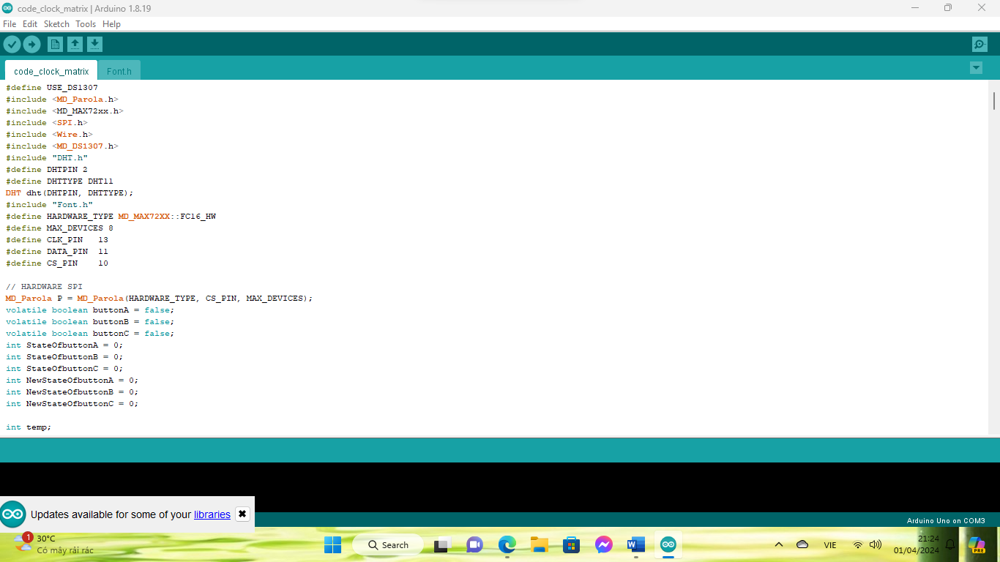 code_clock_matrix | Arduino 1.8.19
File Edit Sketch Tools Help
code_clock_matrix Font.h
#define USE_DS1307
#include <MD_Parola.h>
#include <MD_MAX72xx.h>
#include <SPI.h>
#include <Wire.h>
#include <MD_DS1307.h>
#include "DHT.h"
#define DHTPIN 2
#define DHTTYPE DHT11
DHT dht(DHTPIN, DHTTYPE);
#include "Font.h"
#define HARDWARE_TYPE MD_MAX72XX::FC16_HW
#define MAX_DEVICES 8
#define CLK_PIN   13
#define DATA_PIN  11
#define CS_PIN    10
// HARDWARE SPI
MD_Parola P = MD_Parola(HARDWARE_TYPE, CS_PIN, MAX_DEVICES);
volatile boolean buttonA = false;
volatile boolean buttonB = false;
volatile boolean buttonC = false;
int StateOfbuttonA = 0;
int StateOfbuttonB = 0;
int StateOfbuttonC = 0;
int NewStateOfbuttonA = 0;
int NewStateOfbuttonB = 0;
int NewStateOfbuttonC = 0;
int temp;
Updates available for some of your libraries
Arduino Uno on COM3
1
30°C
Có mây rải rác
Search
VIE
21:24
01/04/2024
PRE